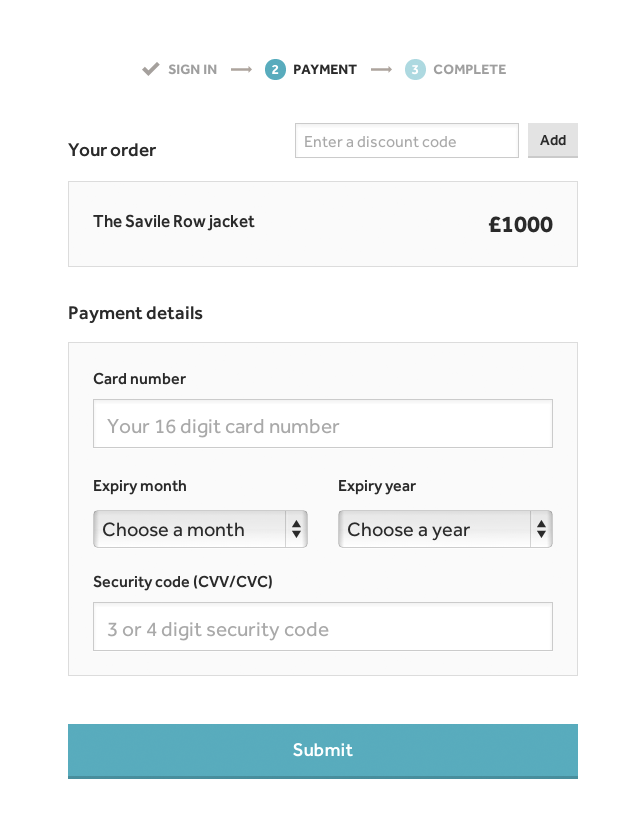 SIGN IN 2 PAYMENT 3 COMPLETE
Your order Enter a discount code Add
The Savile Row jacket £1000
Payment details
Card number
Your 16 digit card number
Expiry month Expiry year
Choose a month Choose a year
Security code (CVV/CVC)
3 or 4 digit security code
Submit